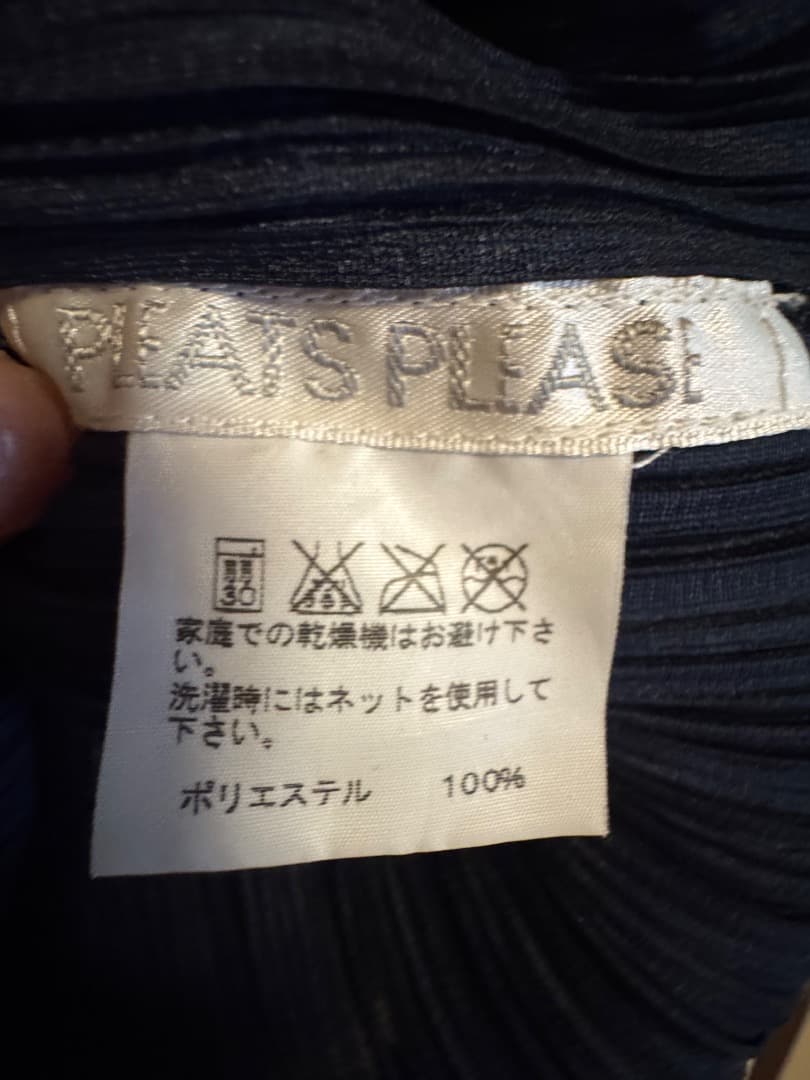 PLEATS PLEASE
30
家庭での乾燥機はお避け下さ
い。
洗濯時にはネットを使用して
下さい。
ポリエステル 100%